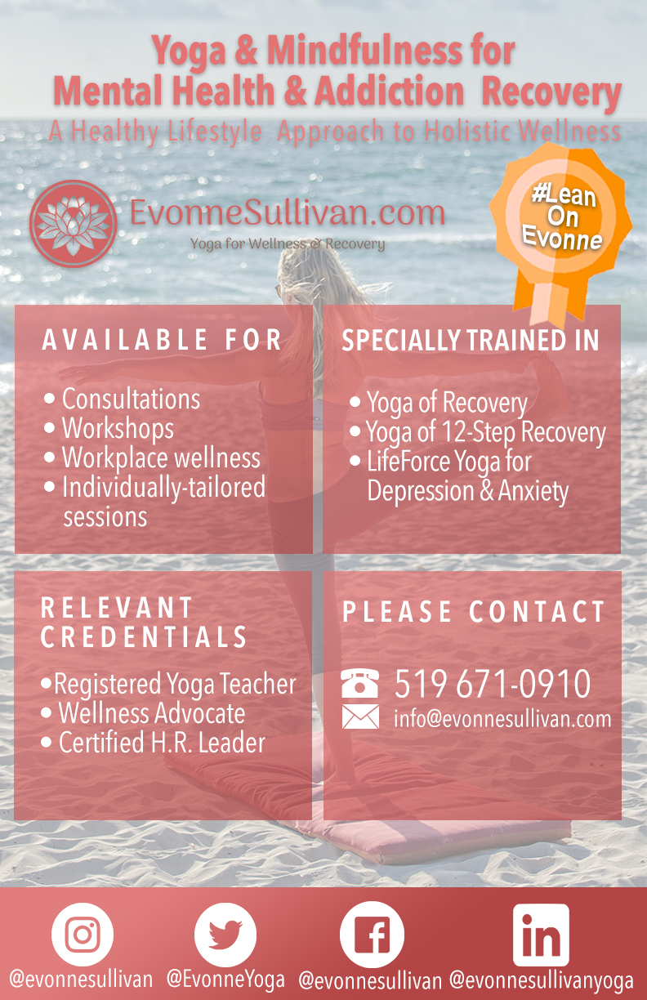 Yoga & Mindfulness for
Mental Health & Addiction Recovery
A Healthy Lifestyle Approach to Holistic Wellness
EvonneSullivan.com
Yoga for Wellness & Recovery
#Lean
On
Evonne
AVAILABLE FOR
• Consultations
• Workshops
• Workplace wellness
• Individually-tailored
sessions
SPECIALLY TRAINED IN
• Yoga of Recovery
• Yoga of 12-Step Recovery
• LifeForce Yoga for
Depression & Anxiety
RELEVANT
CREDENTIALS
•Registered Yoga Teacher
• Wellness Advocate
• Certified H.R. Leader
PLEASE CONTACT
519 671-0910
info@evonnesullivan.com
@evonnesullivan
@EvonneYoga
@evonnesullivan
@evonnesullivanyoga